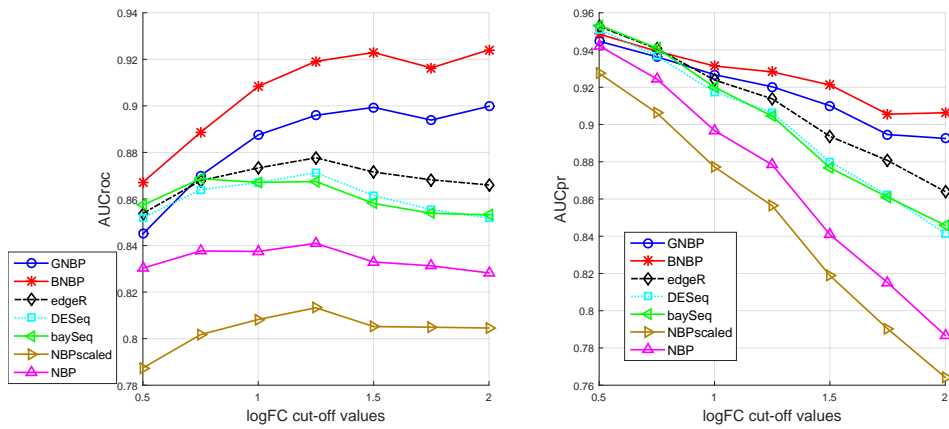 0.94
0.92
0.9
0.88
0.86
0.84
0.82
0.8
0.78
AUCroc
0.5
1
1.5
2
logFC cut-off values
GNBP
BNBP
edgeR
DESeq
baySeq
NBPscaled
NBP
0.96
0.94
0.92
0.9
0.88
0.86
0.84
0.82
0.8
0.78
0.76
AUCpr
0.5
1
1.5
2
logFC cut-off values
GNBP
BNBP
edgeR
DESeq
baySeq
NBPscaled
NBP